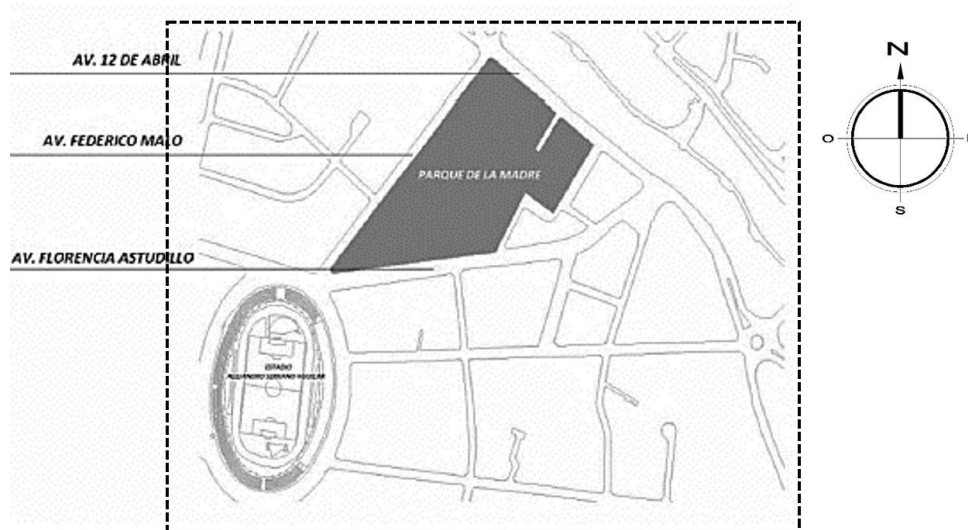 AV. 12 DE ABRIL
AV. FEDERICO MALO
PARQUE DE LA MADRE
AV. FLORENCIA ASTUDILLO
ESTADIO
ALEJANDRO SERRANO AGUILAR
N
O
S